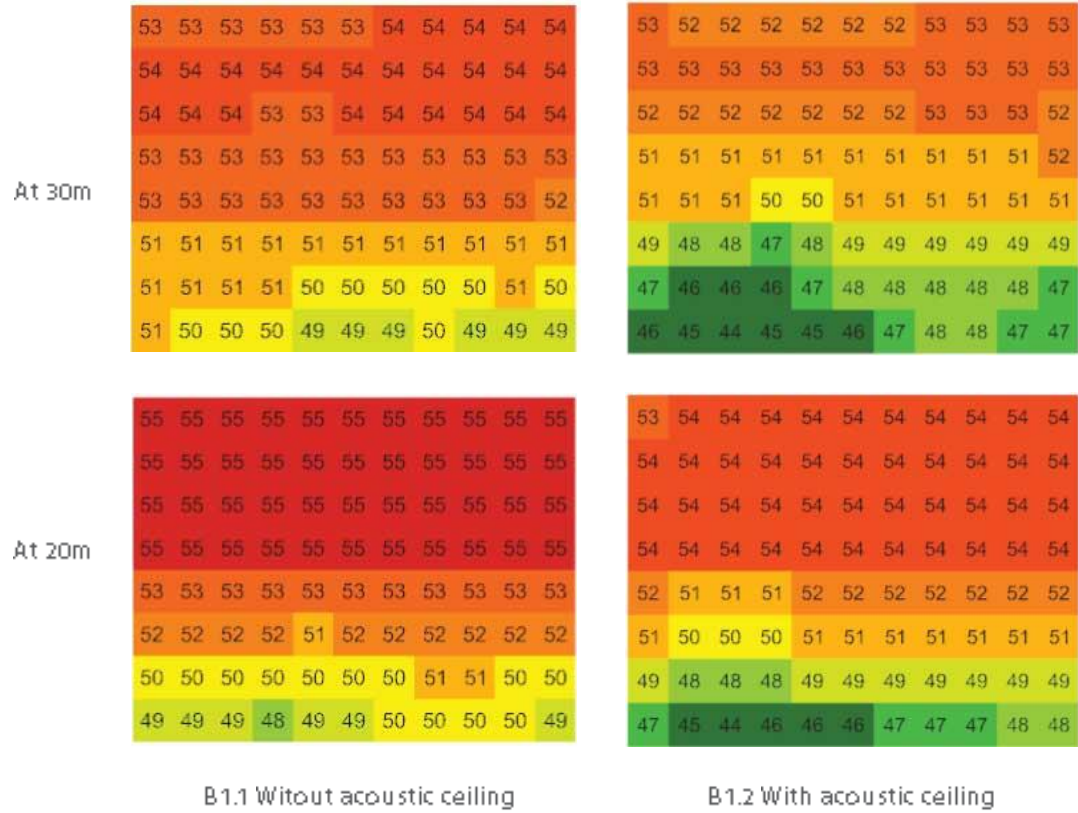 53 53 53 53 53 53 54 54 54 54 54
54 54 54 54 54 54 54 54 54 54 54
54 54 54 53 53 54 54 54 54 54 54
53 53 53 53 53 53 53 53 53 53 53
53 53 53 53 53 53 53 53 53 53 52
51 51 51 51 51 51 51 51 51 51 51
51 51 51 51 50 50 50 50 50 51 50
51 50 50 50 49 49 49 50 49 49 49
At 30m
53 52 52 52 52 52 52 53 53 53 53
53 53 53 53 53 53 53 53 53 53 53
52 52 52 52 52 52 52 53 53 53 52
51 51 51 51 51 51 51 51 51 51 52
51 51 51 50 50 51 51 51 51 51 51
49 48 48 47 48 49 49 49 49 49 49
47 46 46 46 47 48 48 48 48 48 47
46 45 44 45 45 46 47 48 48 47 47
55 55 55 55 55 55 55 55 55 55 55
55 55 55 55 55 55 55 55 55 55 55
55 55 55 55 55 55 55 55 55 55 55
55 55 55 55 55 55 55 55 55 55 55
53 53 53 53 53 53 53 53 53 53 53
52 52 52 52 51 52 52 52 52 52 52
50 50 50 50 50 50 50 51 51 50 50
49 49 49 48 49 49 50 50 50 50 49
At 20m
53 54 54 54 54 54 54 54 54 54 54
54 54 54 54 54 54 54 54 54 54 54
54 54 54 54 54 54 54 54 54 54 54
54 54 54 54 54 54 54 54 54 54 54
52 51 51 51 52 52 52 52 52 52 52
51 50 50 50 51 51 51 51 51 51 51
49 48 48 48 49 49 49 49 49 49 49
47 45 44 46 46 46 47 47 47 48 48
B1.1 Witout acoustic ceiling
B1.2 With acoustic ceiling